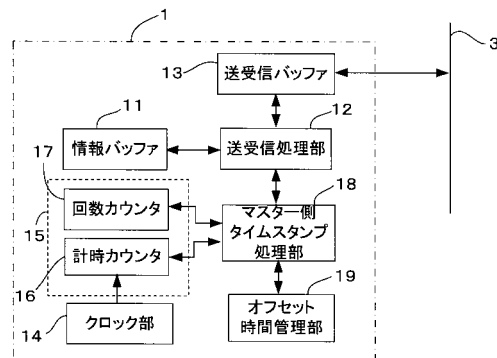 1
3
13
送受信バッファ
11
12
情報バッファ
送受信処理部
17
18
回数カウンタ
マスター側
タイムスタンプ
処理部
15
計時カウンタ
16
19
クロック部
14
オフセット
時間管理部